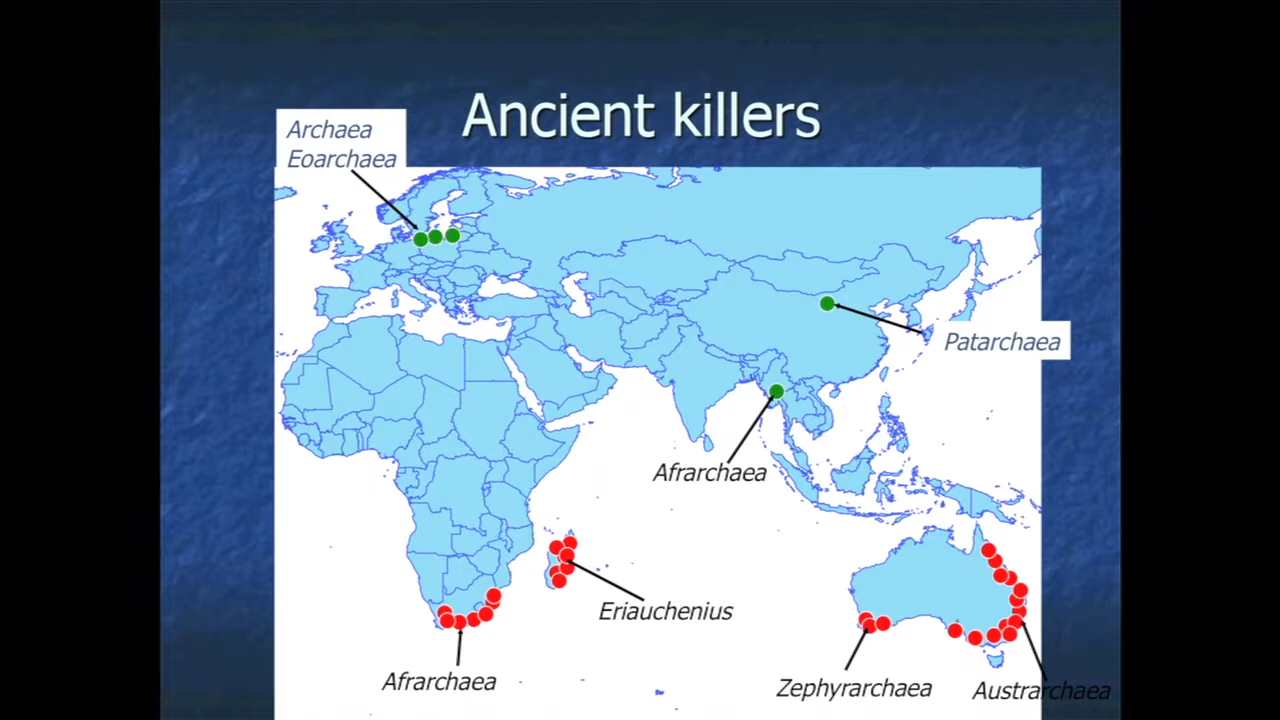 Ancient killers
Archaea
Eoarchaea
Patarchaea
Afrarchaea
Eriauchenius
Afrarchaea
Zephyrarchaea
Austrarchaea